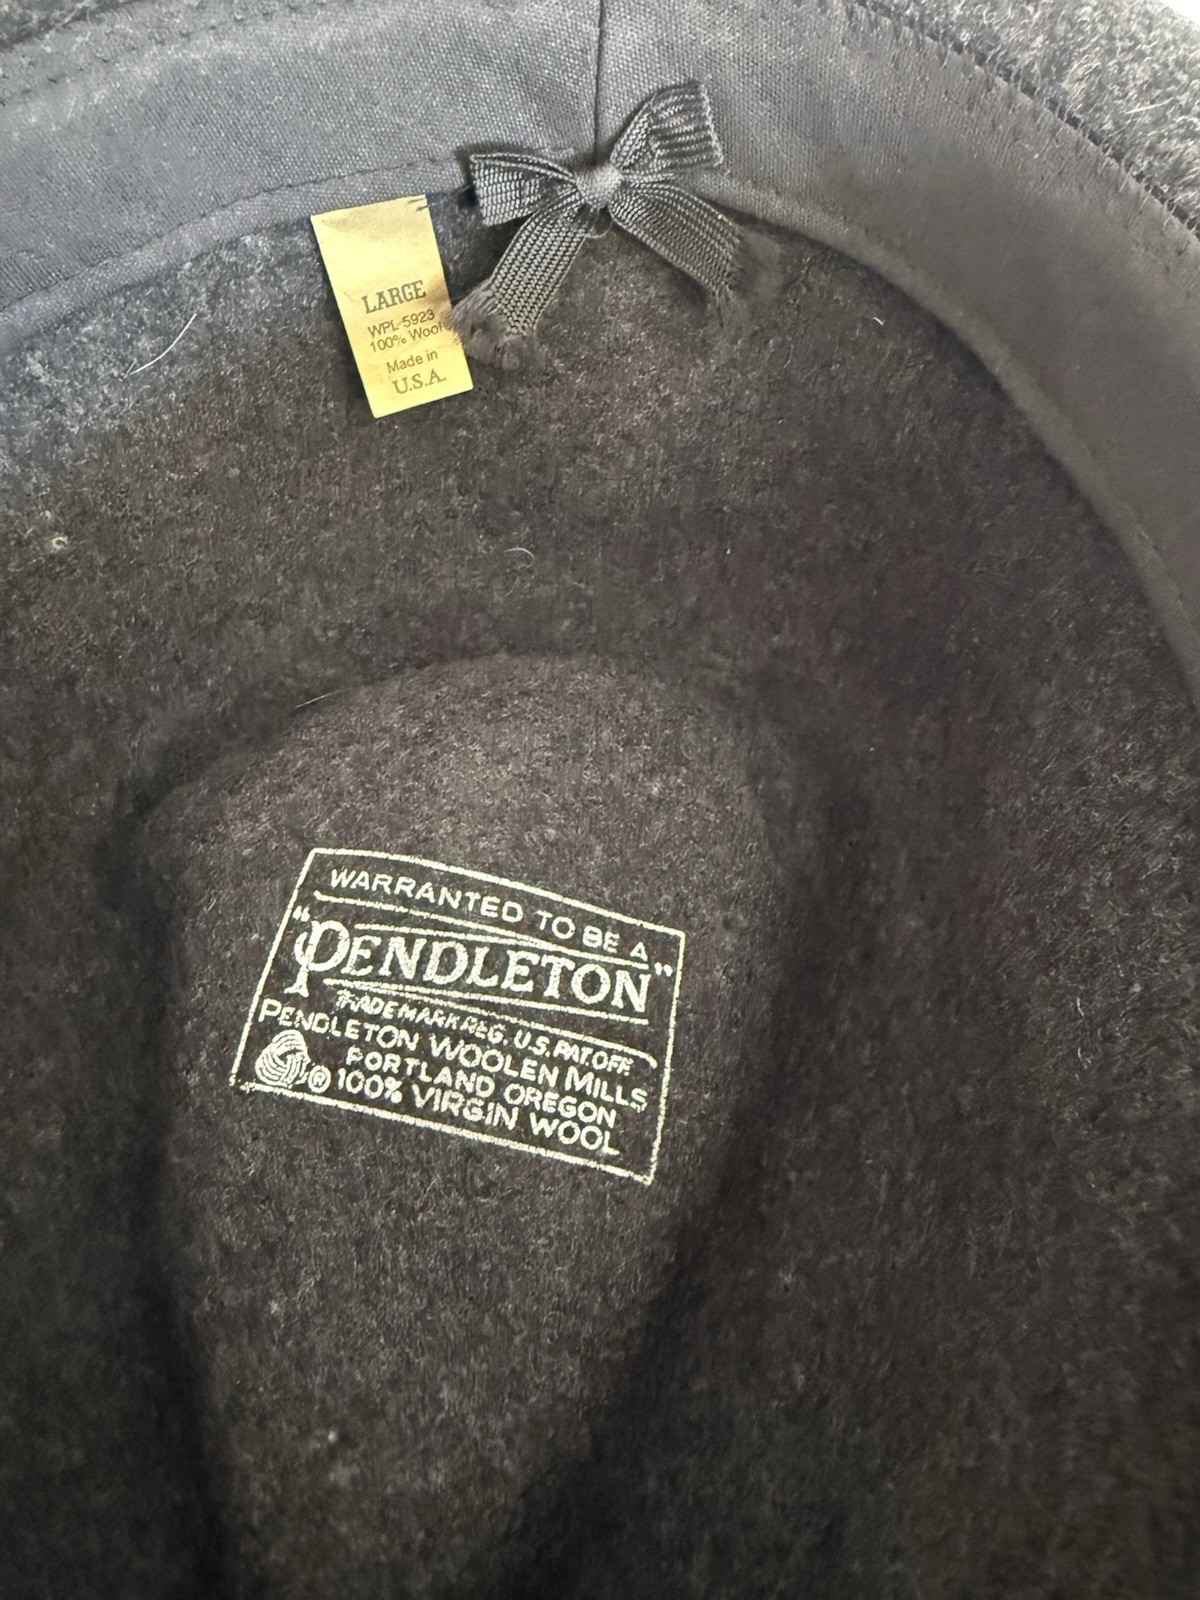 LARGE
WPL 5923
100% Wool
Made in
U.S.A.
WARRANTED TO BE A
"PENDLETON"
TRADE MARK REG. U.S. PAT. OFF.
PENDLETON WOOLEN MILLS
PORTLAND OREGON
® 100% VIRGIN WOOL